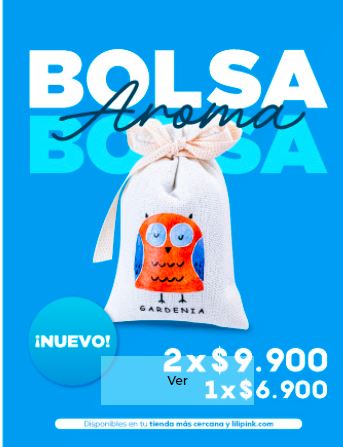 BOLSA
Aroma
BOLSA
GARDENIA
¡NUEVO!
2x$9.900
Ver
1x$6.900
Disponibles en tu tienda más cercana y lilipink.com